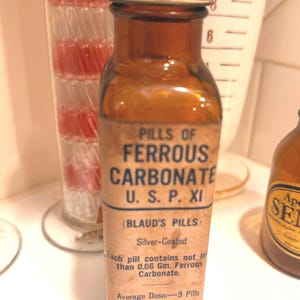 PILLS OF
FERROUS
CARBONATE
U. S. P. XI
(BLAUD'S PILLS)
Silver-Coated
Each pill contains not
than 0.06 Gm. Ferrous
Carbonate.
Average Dose:—3 Pills
6